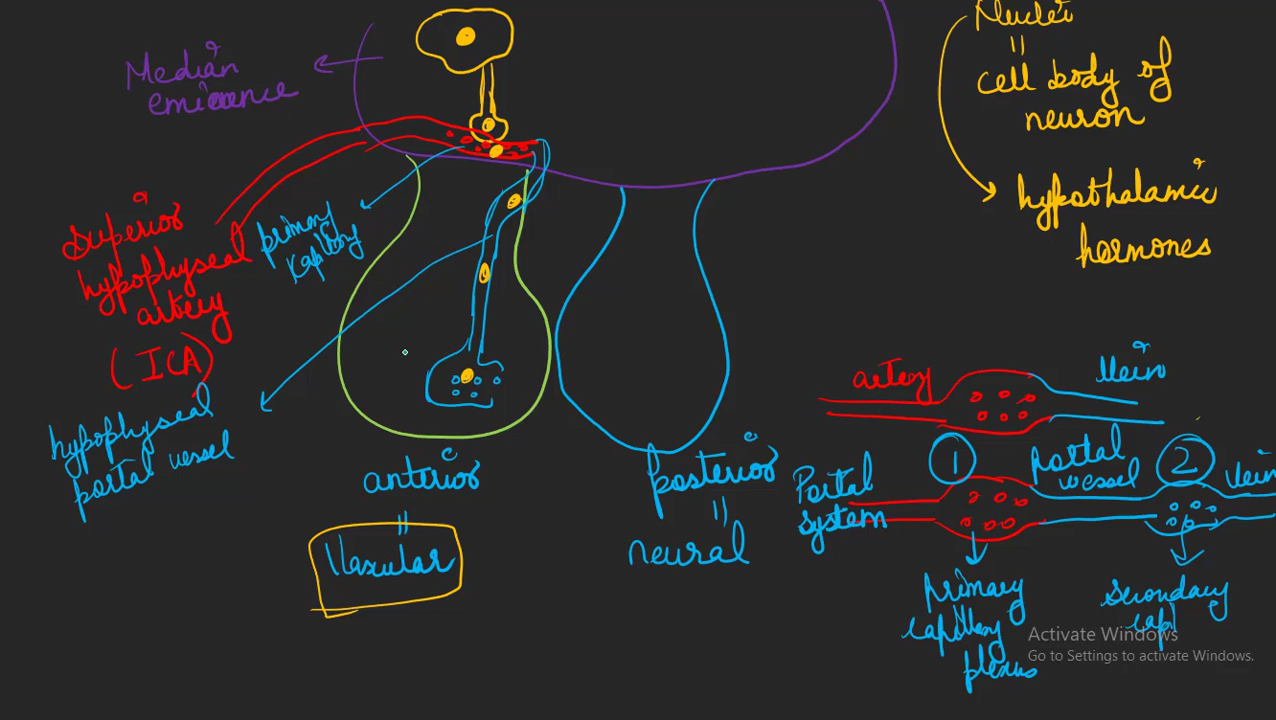 Median
eminence
Nuclei
=
cell body of
neuron
hypothalamic
hormones
Superior
hypophyseal
artery
(ICA)
primary
Kapillary
hypophyseal
portal vessel
anterior
=
Vascular
posterior
=
neural
artery
Vein
1
Portal
vessel
2
Vein
Portal
system
primary
capillary
plexus
Secondary
cap
Activate Windows
Go to Settings to activate Windows.